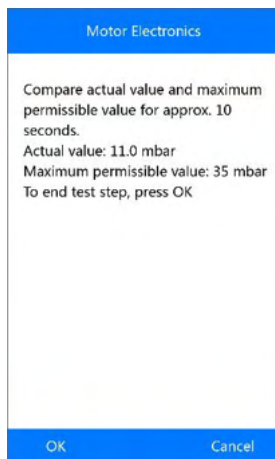 Motor Electronics
Compare actual value and maximum
permissible value for approx. 10
seconds.
Actual value: 11.0 mbar
Maximum permissible value: 35 mbar
To end test step, press OK
OK Cancel